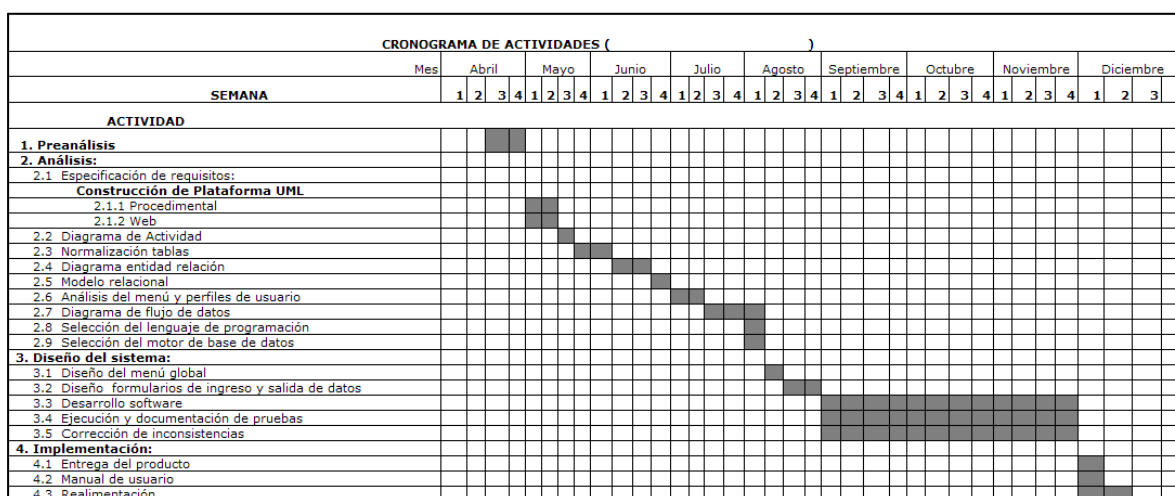 CRONOGRAMA DE ACTIVIDADES ( )
Mes Abril Mayo Junio Julio Agosto Septiembre Octubre Noviembre Diciembre
SEMANA 1 2 3 4 1 2 3 4 1 2 3 4 1 2 3 4 1 2 3 4 1 2 3 4 1 2 3 4 1 2 3 4 1 2 3
ACTIVIDAD
1. Preanálisis
2. Análisis:
2.1 Especificación de requisitos:
Construcción de Plataforma UML
2.1.1 Procedimental
2.1.2 Web
2.2 Diagrama de Actividad
2.3 Normalización tablas
2.4 Diagrama entidad relación
2.5 Modelo relacional
2.6 Análisis del menú y perfiles de usuario
2.7 Diagrama de flujo de datos
2.8 Selección del lenguaje de programación
2.9 Selección del motor de base de datos
3. Diseño del sistema:
3.1 Diseño del menú global
3.2 Diseño formularios de ingreso y salida de datos
3.3 Desarrollo software
3.4 Ejecución y documentación de pruebas
3.5 Corrección de inconsistencias
4. Implementación:
4.1 Entrega del producto
4.2 Manual de usuario
4.3 Realimentación